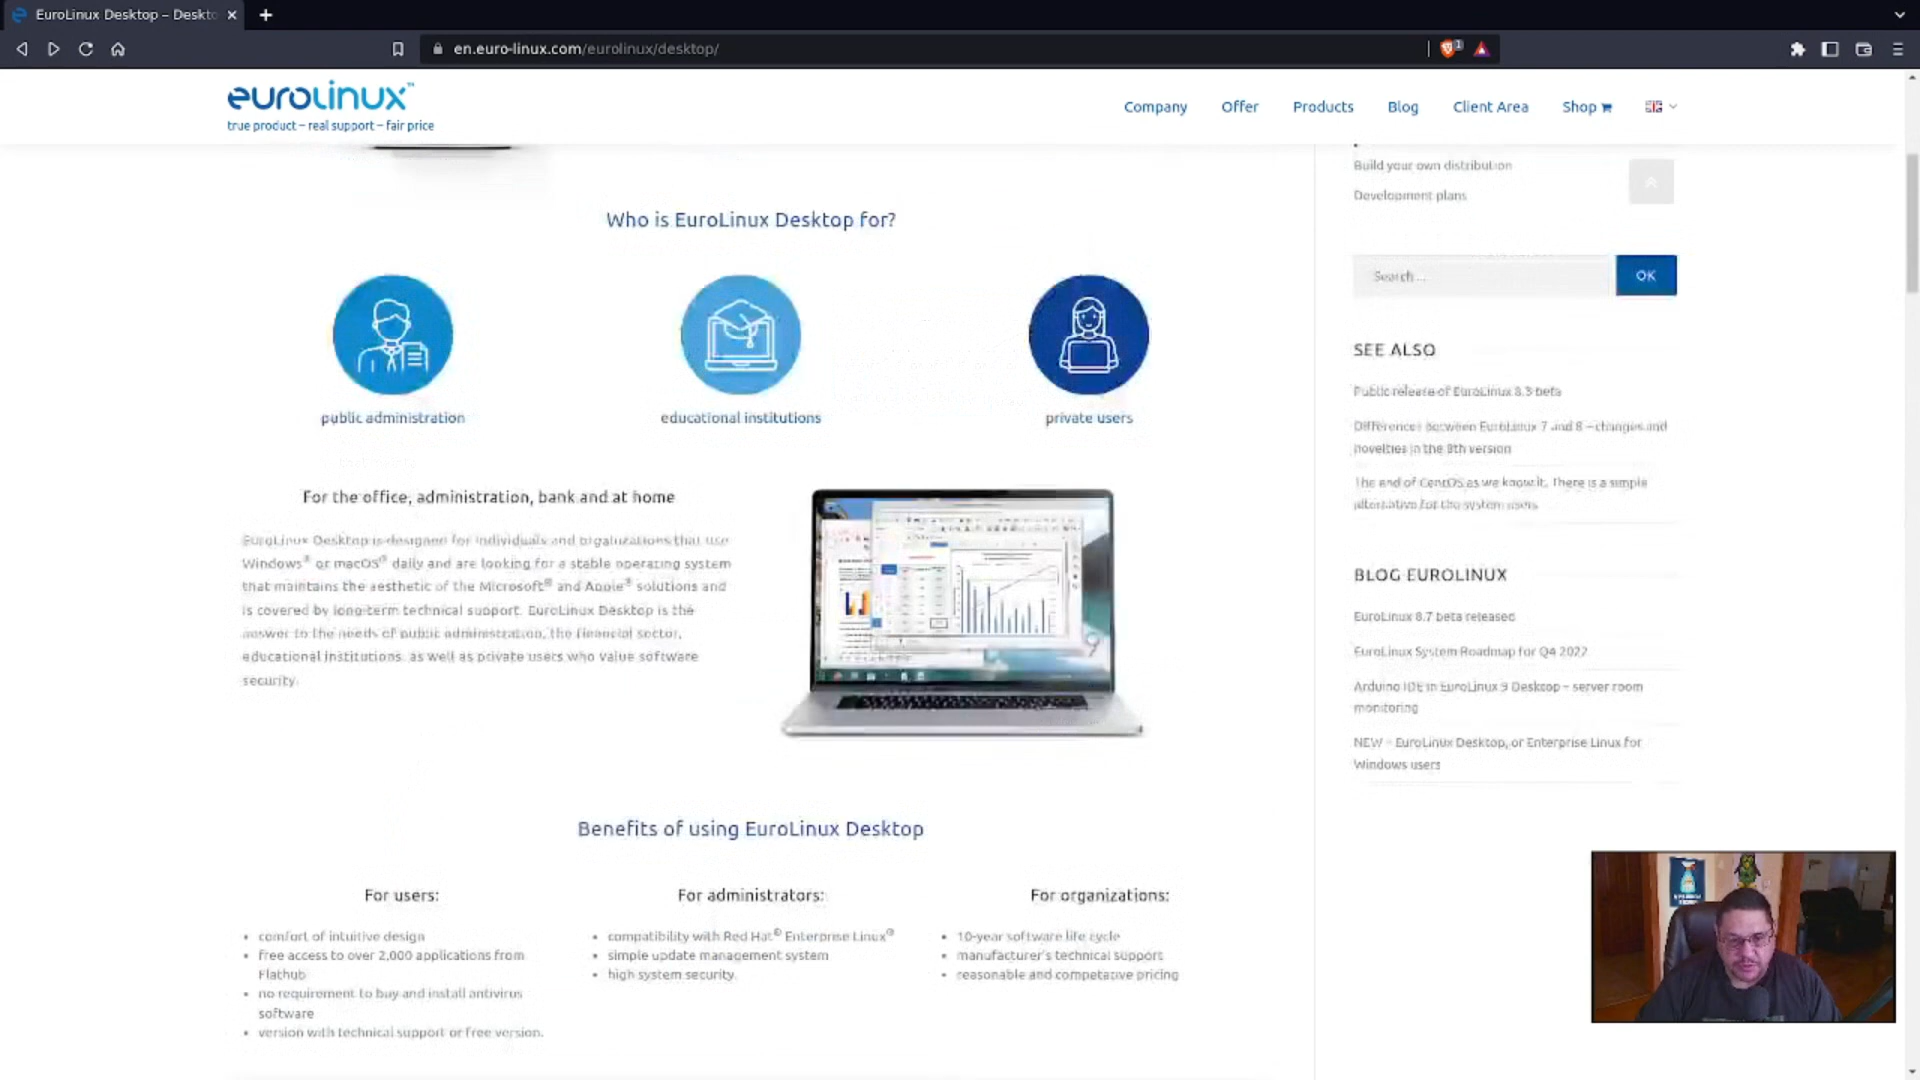 EuroLinux Desktop – Deskto
en.euro-linux.com/eurolinux/desktop/
1
eurolinux™
true product – real support – fair price
Company
Offer
Products
Blog
Client Area
Shop
Build your own distribution
Development plans
Who is EuroLinux Desktop for?
Search ...
OK
public administration
educational institutions
private users
SEE ALSO
Public release of EuroLinux 8.3 beta
Differences between EuroLinux 7 and 8 – changes and
novelties in the 8th version
The end of CentOS as we know it. There is a simple
alternative for the system users
For the office, administration, bank and at home
EuroLinux Desktop is designed for individuals and organizations that use
Windows® or macOS® daily and are looking for a stable operating system
that maintains the aesthetic of the Microsoft® and Apple® solutions and
is covered by long-term technical support. EuroLinux Desktop is the
answer to the needs of public administration, the financial sector,
educational institutions, as well as private users who value software
security.
BLOG EUROLINUX
EuroLinux 8.7 beta released
EuroLinux System Roadmap for Q4 2022
Arduino IDE in EuroLinux 9 Desktop – server room
monitoring
NEW – EuroLinux Desktop, or Enterprise Linux for
Windows users
Benefits of using EuroLinux Desktop
For users:
comfort of intuitive design
free access to over 2,000 applications from
Flathub
no requirement to buy and install antivirus
software
version with technical support or free version.
For administrators:
compatibility with Red Hat® Enterprise Linux®
simple update management system
high system security.
For organizations:
10-year software life cycle
manufacturer's technical support
reasonable and competative pricing